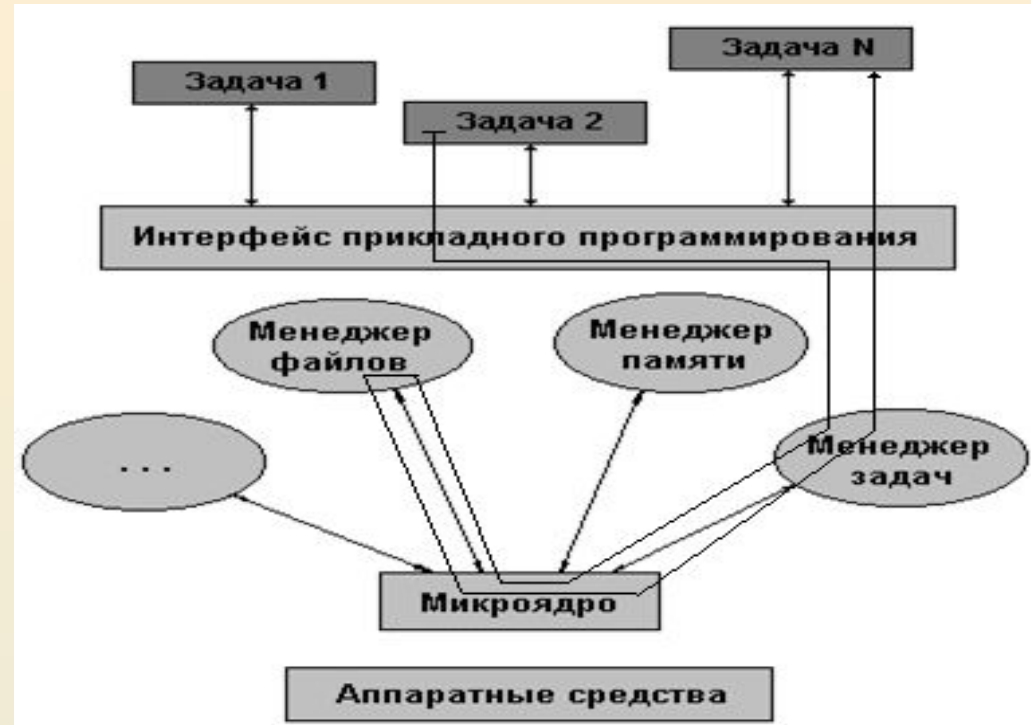 Задача N
Задача 1
Задача 2
Интерфейс прикладного программирования
Менеджер
файлов
Менеджер
памяти
. . .
Менеджер
задач
Микроядро
Аппаратные средства